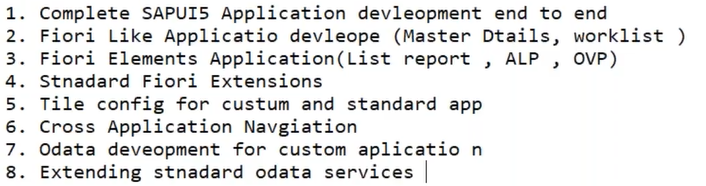 1. Complete SAPUI5 Application devleopment end to end
2. Fiori Like Applicatio devleope (Master Dtails, worklist )
3. Fiori Elements Application(List report , ALP , OVP)
4. Stnadard Fiori Extensions
5. Tile config for custum and standard app
6. Cross Application Navgiation
7. Odata deveopment for custom aplicatio n
8. Extending stnadard odata services